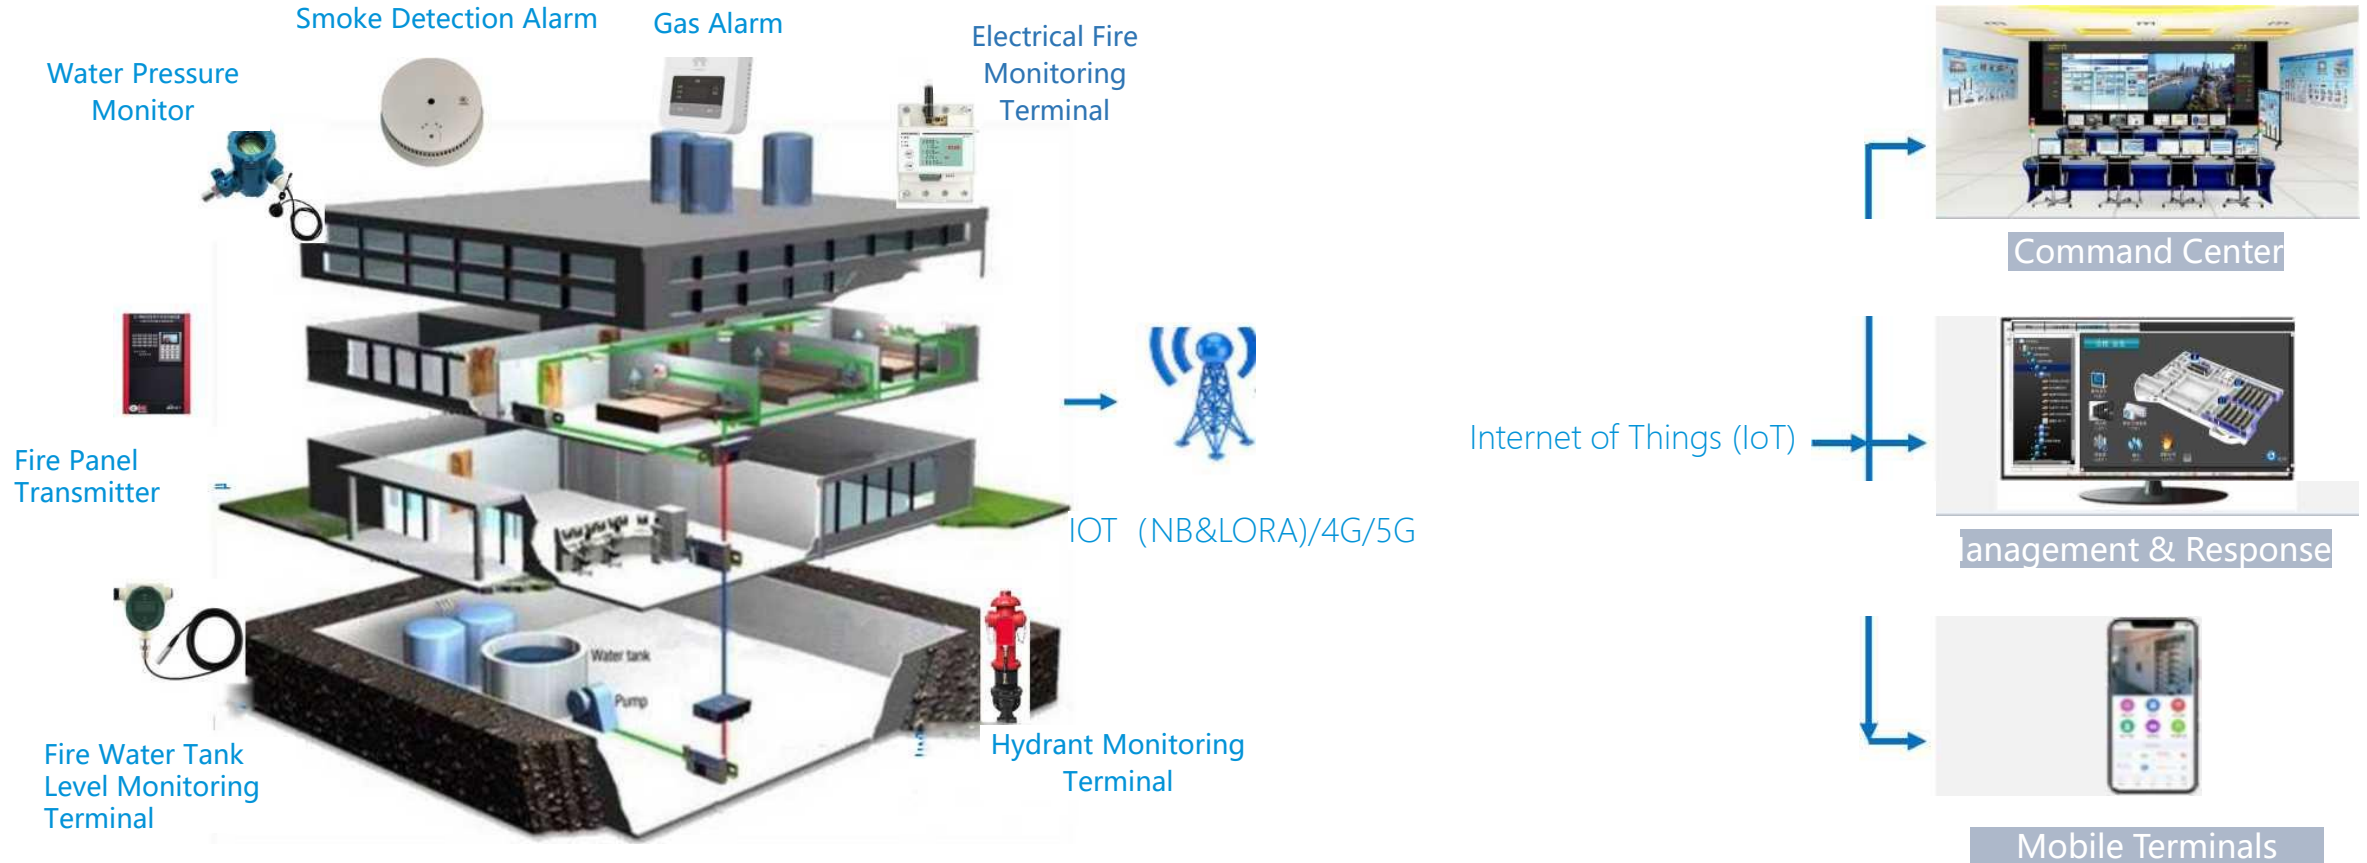 Smoke Detection Alarm
Gas Alarm
Electrical Fire
Monitoring
Terminal
Water Pressure
Monitor
Command Center
Fire Panel
Transmitter
Internet of Things (IoT)
IOT (NB&LORA)/4G/5G
anagement & Response
Water tank
Pump
Fire Water Tank
Level Monitoring
Terminal
Hydrant Monitoring
Terminal
Mobile Terminals